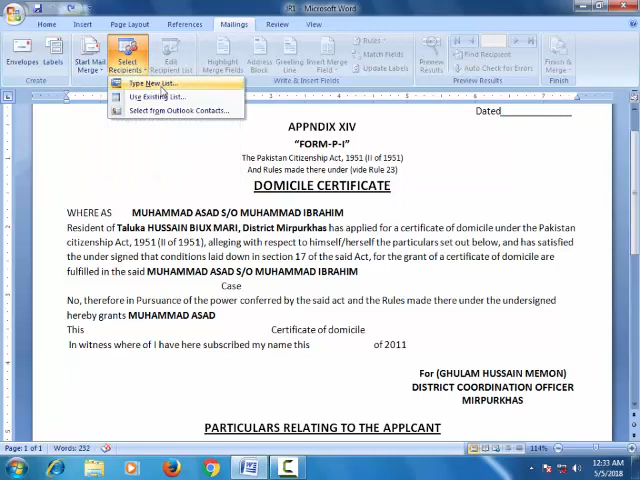 JR1 - Microsoft Word
Home Insert Page Layout References Mailings Review View
Envelopes Labels Start Mail Merge Select Recipients Edit Recipient List Highlight Merge Fields Address Block Greeting Line Insert Merge Field Rules Match Fields Update Labels Preview Results Find Recipient Auto Check for Errors Finish & Merge
Create Write & Insert Fields Preview Results Finish
Type New List...
Use Existing List...
Select from Outlook Contacts...
Dated
APPNDIX XIV
“FORM-P-I”
The Pakistan Citizenship Act, 1951 (II of 1951)
And Rules made there under (vide Rule 23)
DOMICILE CERTIFICATE
WHERE AS MUHAMMAD ASAD S/O MUHAMMAD IBRAHIM
Resident of Taluka HUSSAIN BIUX MARI, District Mirpurkhas has applied for a certificate of domicile under the Pakistan
citizenship Act, 1951 (II of 1951), alleging with respect to himself/herself the particulars set out below, and has satisfied
the under signed that conditions laid down in section 17 of the said Act, for the grant of a certificate of domicile are
fulfilled in the said MUHAMMAD ASAD S/O MUHAMMAD IBRAHIM
Case
No, therefore in Pursuance of the power conferred by the said act and the Rules made there under the undersigned
hereby grants MUHAMMAD ASAD
This Certificate of domicile
In witness where of I have here subscribed my name this of 2011
For (GHULAM HUSSAIN MEMON)
DISTRICT COORDINATION OFFICER
MIRPURKHAS
PARTICULARS RELATING TO THE APPLCANT
Page: 1 of 1 Words: 232 114%
12:33 AM
5/5/2018